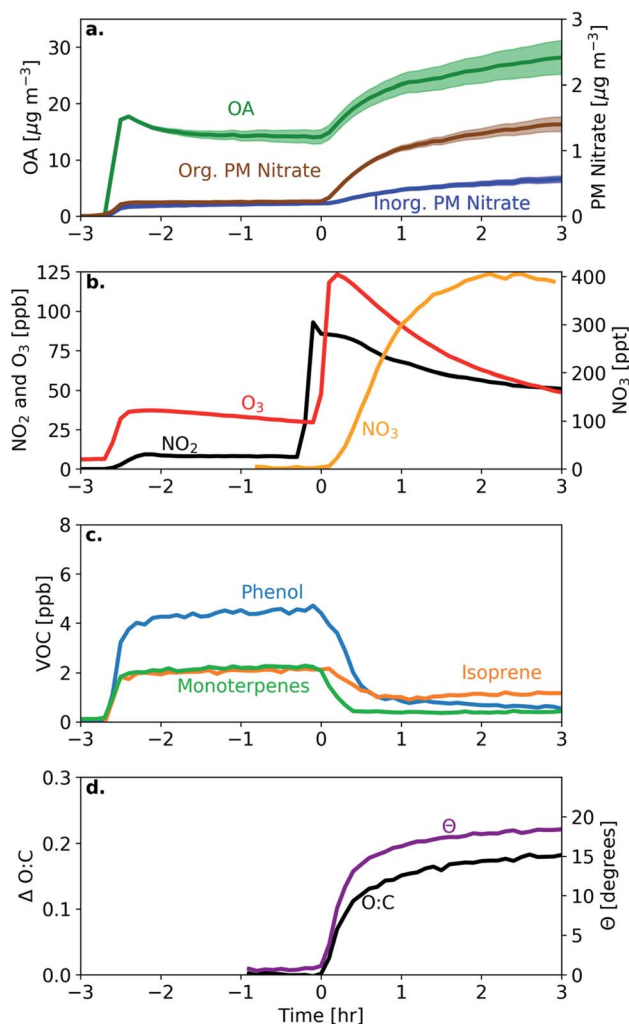 a.
OA [μg m⁻³]
PM Nitrate [μg m⁻³]
30
20
10
0
3
2
1
0
OA
Org. PM Nitrate
Inorg. PM Nitrate
−3 −2 −1 0 1 2 3
b.
NO₂ and O₃ [ppb]
NO₃ [ppt]
125
100
75
50
25
0
400
300
200
100
0
O₃
NO₂
NO₃
−3 −2 −1 0 1 2 3
c.
VOC [ppb]
8
6
4
2
0
Phenol
Isoprene
Monoterpenes
−3 −2 −1 0 1 2 3
d.
Δ O:C
Θ [degrees]
0.3
0.2
0.1
0.0
20
15
10
5
0
Θ
O:C
−3 −2 −1 0 1 2 3
Time [hr]